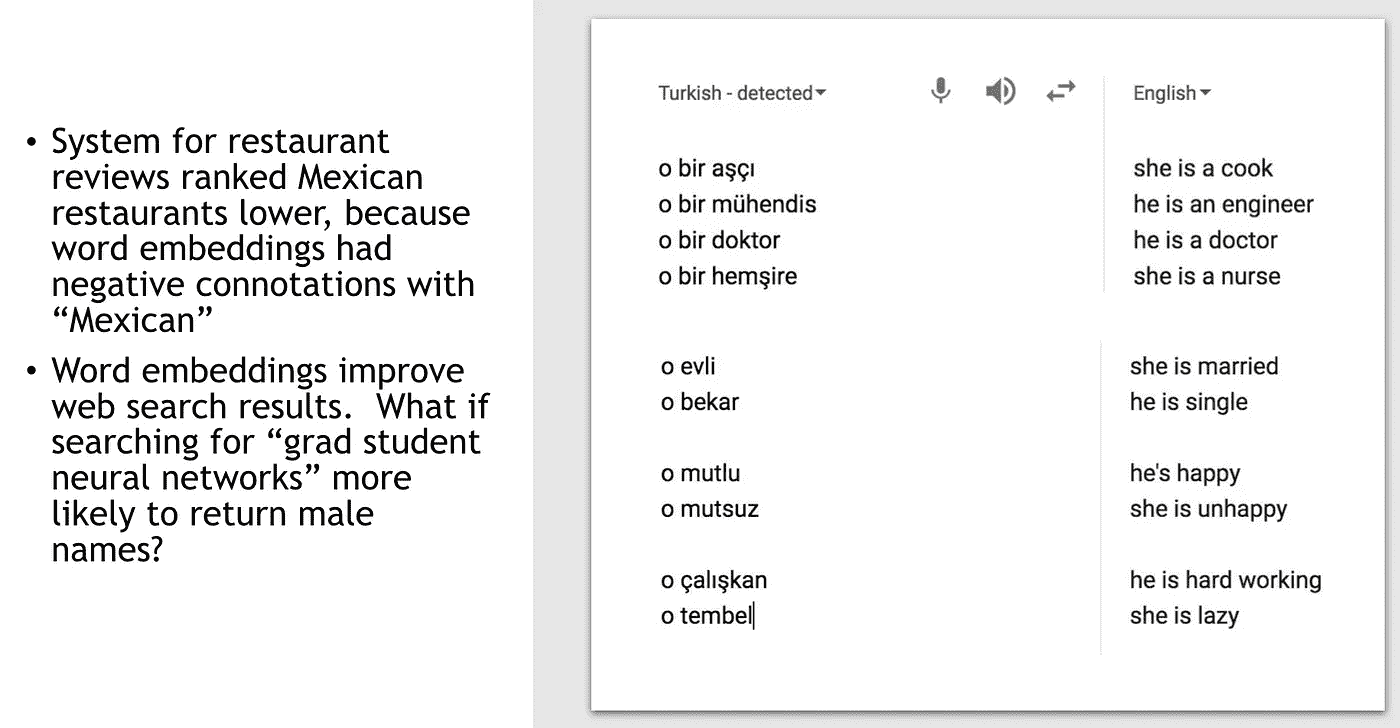 • System for restaurant
reviews ranked Mexican
restaurants lower, because
word embeddings had
negative connotations with
“Mexican”
• Word embeddings improve
web search results.  What if
searching for “grad student
neural networks” more
likely to return male
names?
Turkish - detected
English
o bir aşçı
she is a cook
o bir mühendis
he is an engineer
o bir doktor
he is a doctor
o bir hemşire
she is a nurse
o evli
she is married
o bekar
he is single
o mutlu
he's happy
o mutsuz
she is unhappy
o çalışkan
he is hard working
o tembel
she is lazy